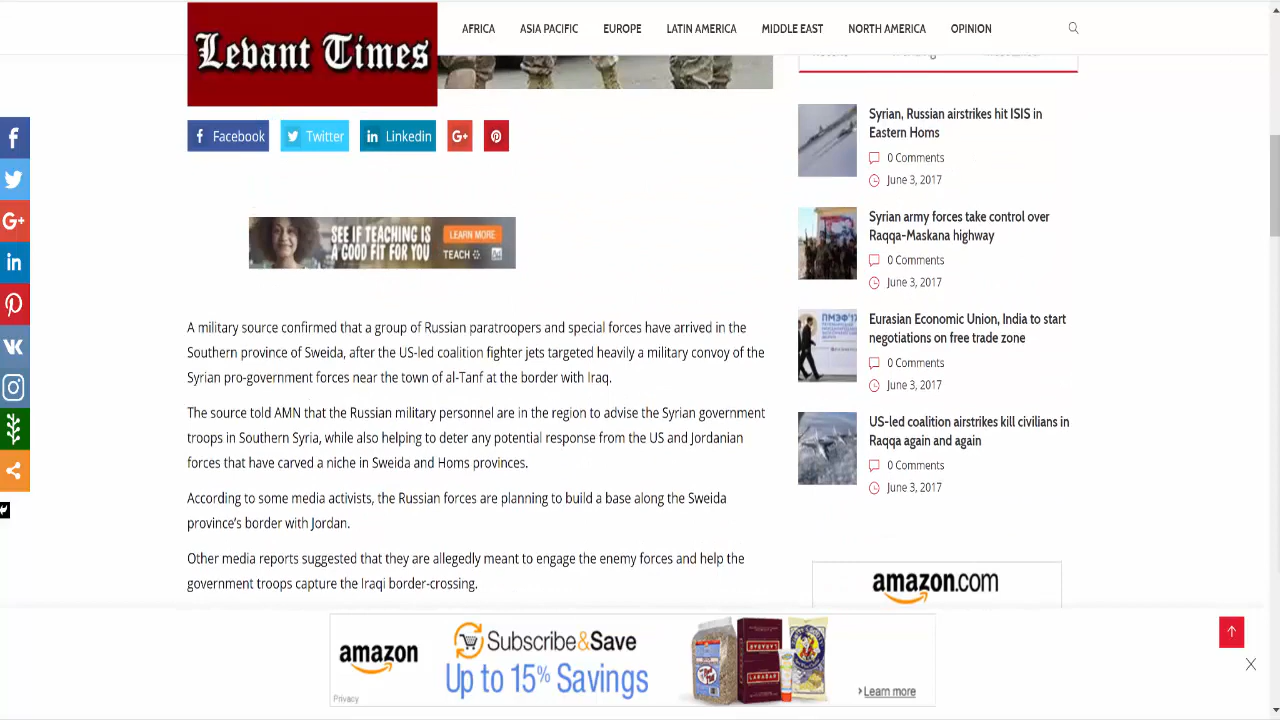 Levant Times
AFRICA ASIA PACIFIC EUROPE LATIN AMERICA MIDDLE EAST NORTH AMERICA OPINION
Facebook Twitter Linkedin
SEE IF TEACHING IS
A GOOD FIT FOR YOU
LEARN MORE
TEACH
A military source confirmed that a group of Russian paratroopers and special forces have arrived in the
Southern province of Sweida, after the US-led coalition fighter jets targeted heavily a military convoy of the
Syrian pro-government forces near the town of al-Tanf at the border with Iraq.
The source told AMN that the Russian military personnel are in the region to advise the Syrian government
troops in Southern Syria, while also helping to deter any potential response from the US and Jordanian
forces that have carved a niche in Sweida and Homs provinces.
According to some media activists, the Russian forces are planning to build a base along the Sweida
province’s border with Jordan.
Other media reports suggested that they are allegedly meant to engage the enemy forces and help the
government troops capture the Iraqi border-crossing.
Syrian, Russian airstrikes hit ISIS in
Eastern Homs
0 Comments
June 3, 2017
Syrian army forces take control over
Raqqa-Maskana highway
0 Comments
June 3, 2017
Eurasian Economic Union, India to start
negotiations on free trade zone
0 Comments
June 3, 2017
US-led coalition airstrikes kill civilians in
Raqqa again and again
0 Comments
June 3, 2017
amazon.com
amazon
Subscribe&Save
Up to 15% Savings
Privacy
LARABAR
Learn more